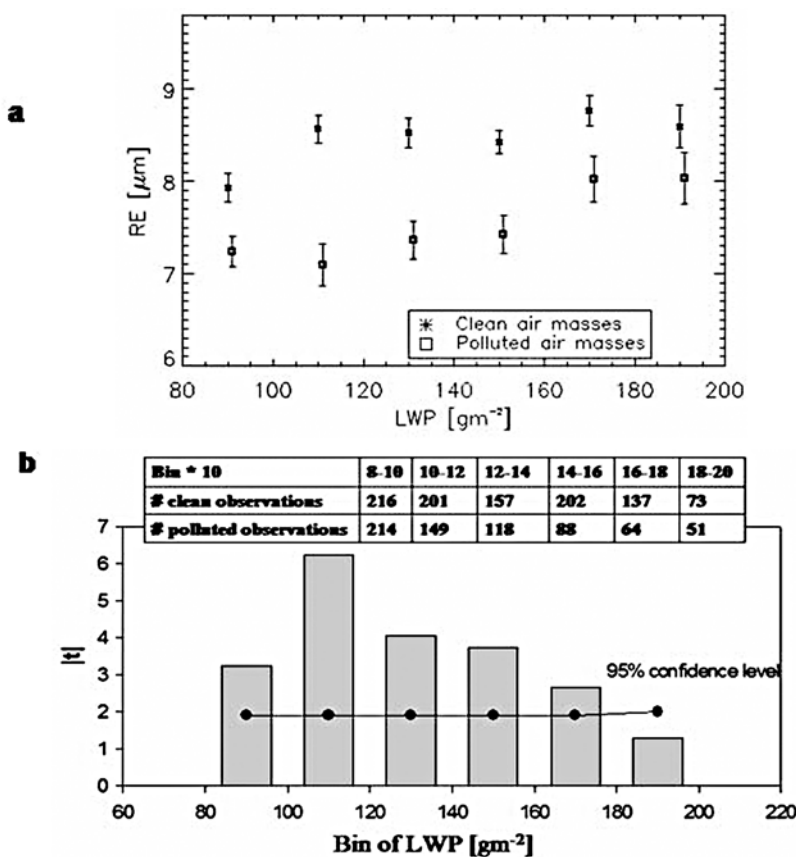 a
9
8
7
6
RE [μm]
* Clean air masses
□ Polluted air masses
80 100 120 140 160 180 200
LWP [gm⁻²]
b
Bin * 10 8-10 10-12 12-14 14-16 16-18 18-20
# clean observations 216 201 157 202 137 73
# polluted observations 214 149 118 88 64 51
7
6
5
4
3
2
1
0
|t|
95% confidence level
60 80 100 120 140 160 180 200 220
Bin of LWP [gm⁻²]